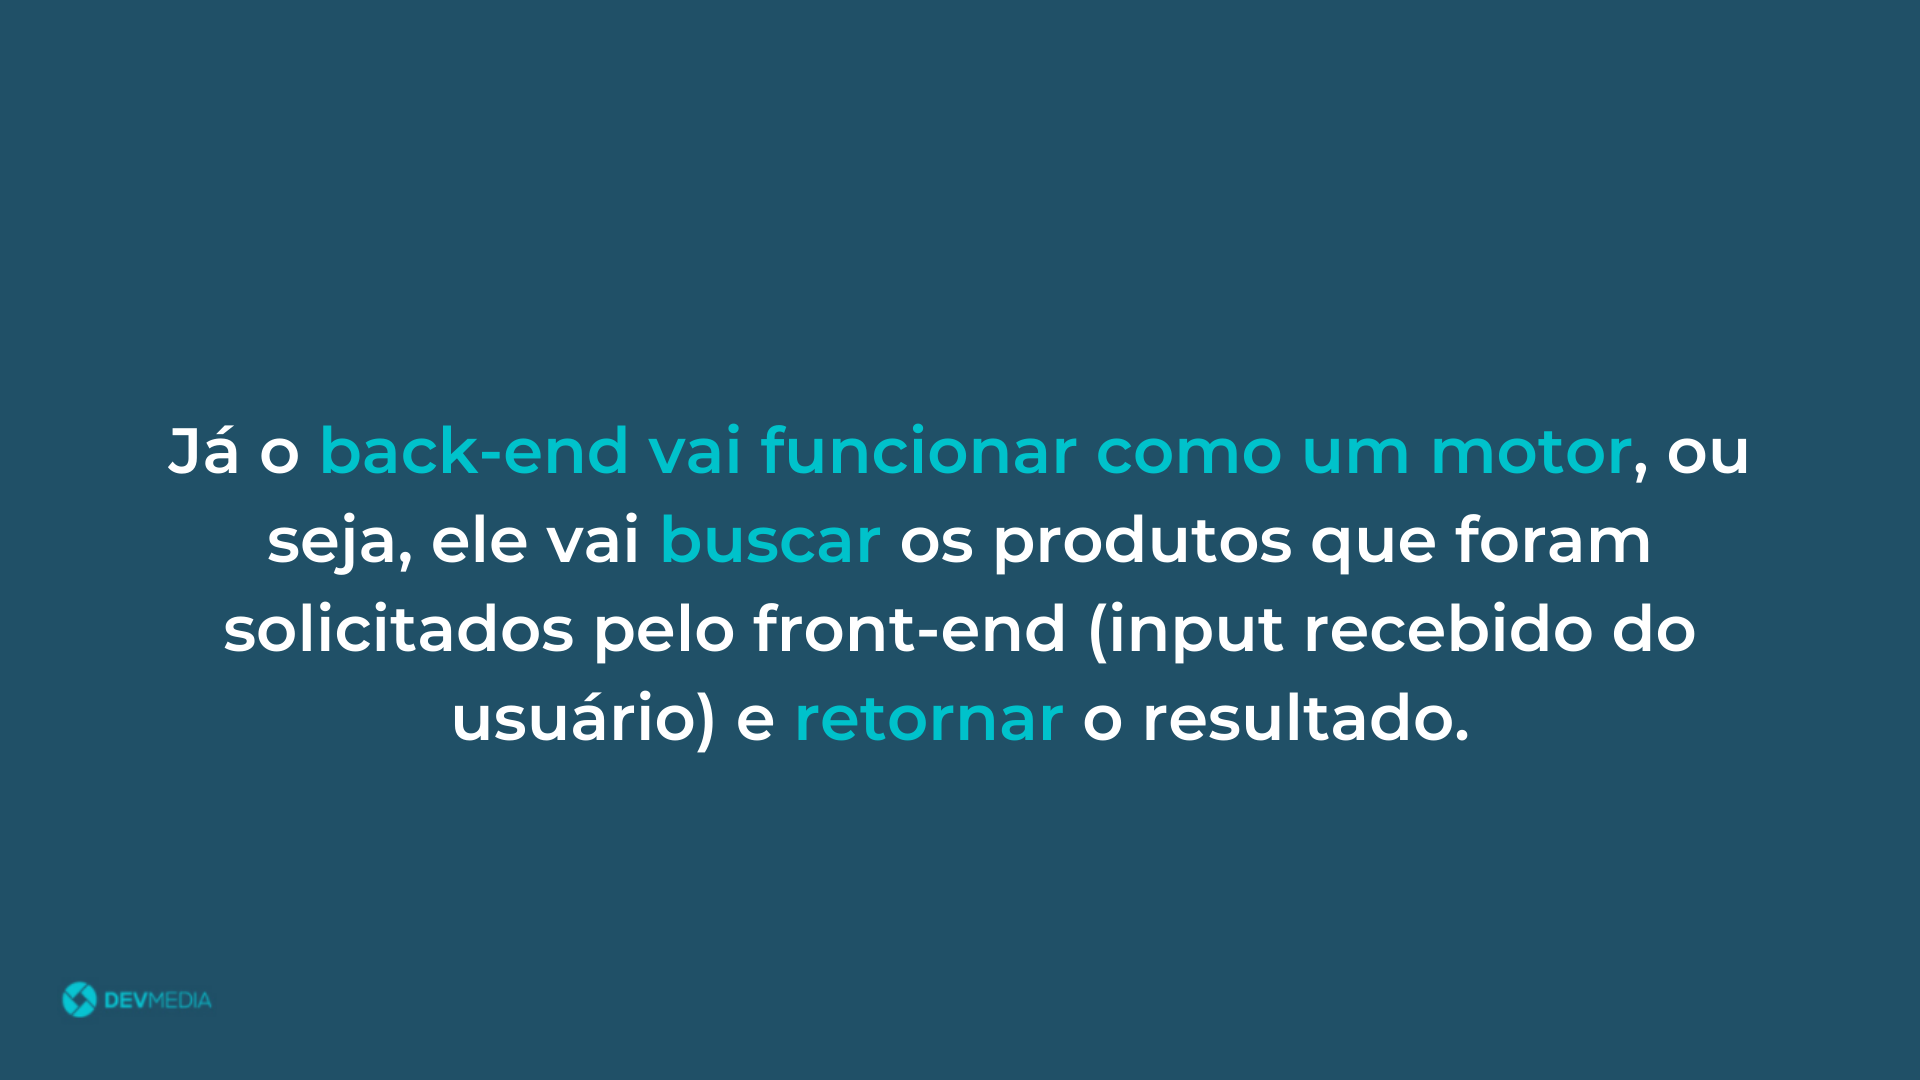 Já o back-end vai funcionar como um motor, ou
seja, ele vai buscar os produtos que foram
solicitados pelo front-end (input recebido do
usuário) e retornar o resultado.
DEVMEDIA